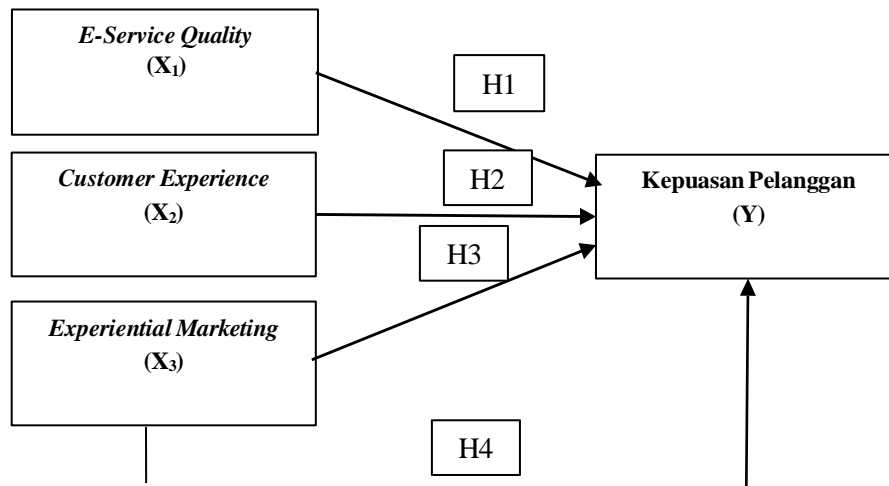 E-Service Quality
(X₁)
H1
Customer Experience
(X₂)
H2
Kepuasan Pelanggan
(Y)
H3
Experiential Marketing
(X₃)
H4